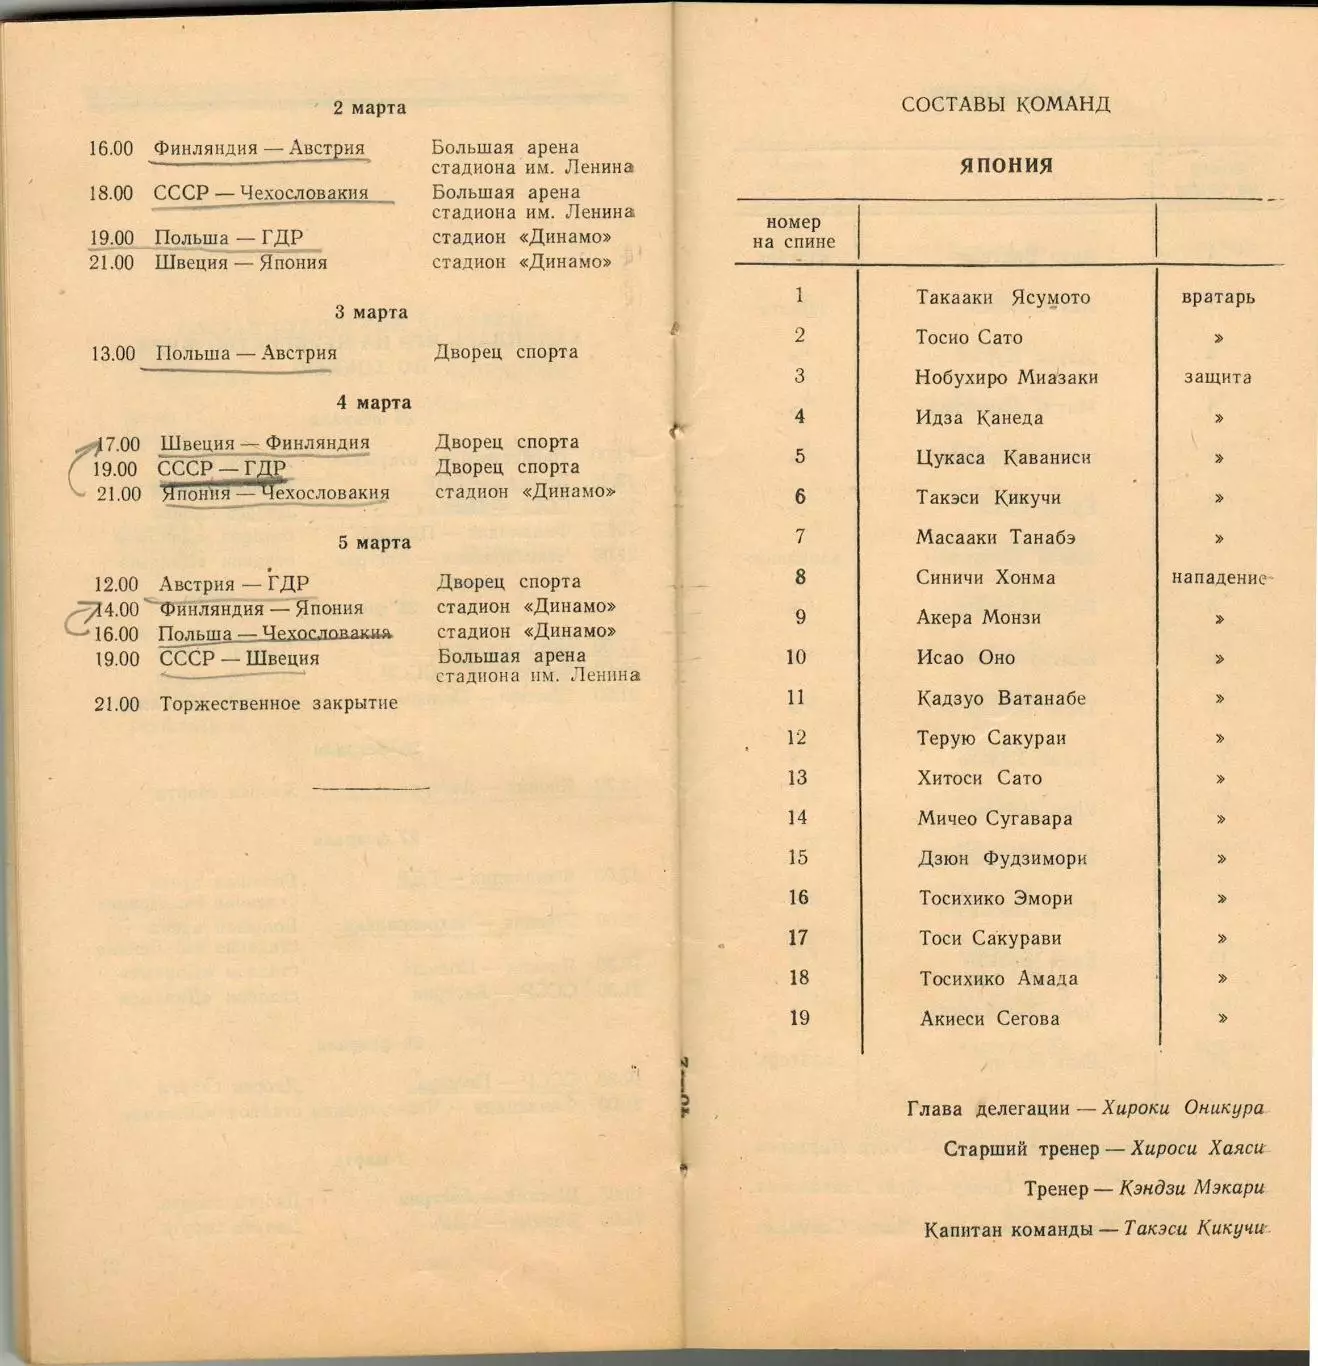 2 марта
16.00 Финляндия — Австрия Большая арена
стадиона им. Ленина
18.00 СССР — Чехословакия Большая арена
стадиона им. Ленина
19.00 Польша — ГДР стадион «Динамо»
21.00 Швеция — Япония стадион «Динамо»
3 марта
13.00 Польша — Австрия Дворец спорта
4 марта
17.00 Швеция — Финляндия Дворец спорта
19.00 СССР — ГДР Дворец спорта
21.00 Япония — Чехословакия стадион «Динамо»
5 марта
12.00 Австрия — ГДР Дворец спорта
14.00 Финляндия — Япония стадион «Динамо»
16.00 Польша — Чехословакия стадион «Динамо»
19.00 СССР — Швеция Большая арена
стадиона им. Ленина
21.00 Торжественное закрытие
СОСТАВЫ КОМАНД
ЯПОНИЯ
номер
на спине
1 Такааки Ясумото вратарь
2 Тосио Сато »
3 Нобухиро Миазаки защита
4 Идза Канеда »
5 Цукаса Каваниси »
6 Такэси Кикучи »
7 Масааки Танабэ »
8 Синичи Хонма нападение
9 Акера Монзи »
10 Исао Оно »
11 Кадзуо Ватанабе »
12 Терую Сакураи »
13 Хитоси Сато »
14 Мичео Сугавара »
15 Дзюн Фудзимори »
16 Тосихико Эмори »
17 Тоси Сакурави »
18 Тосихико Амада »
19 Акиеси Сегова »
Глава делегации — Хироки Оникура
Старший тренер — Хироси Хаяси
Тренер — Кэндзи Мэкари
Капитан команды — Такэси Кикучи